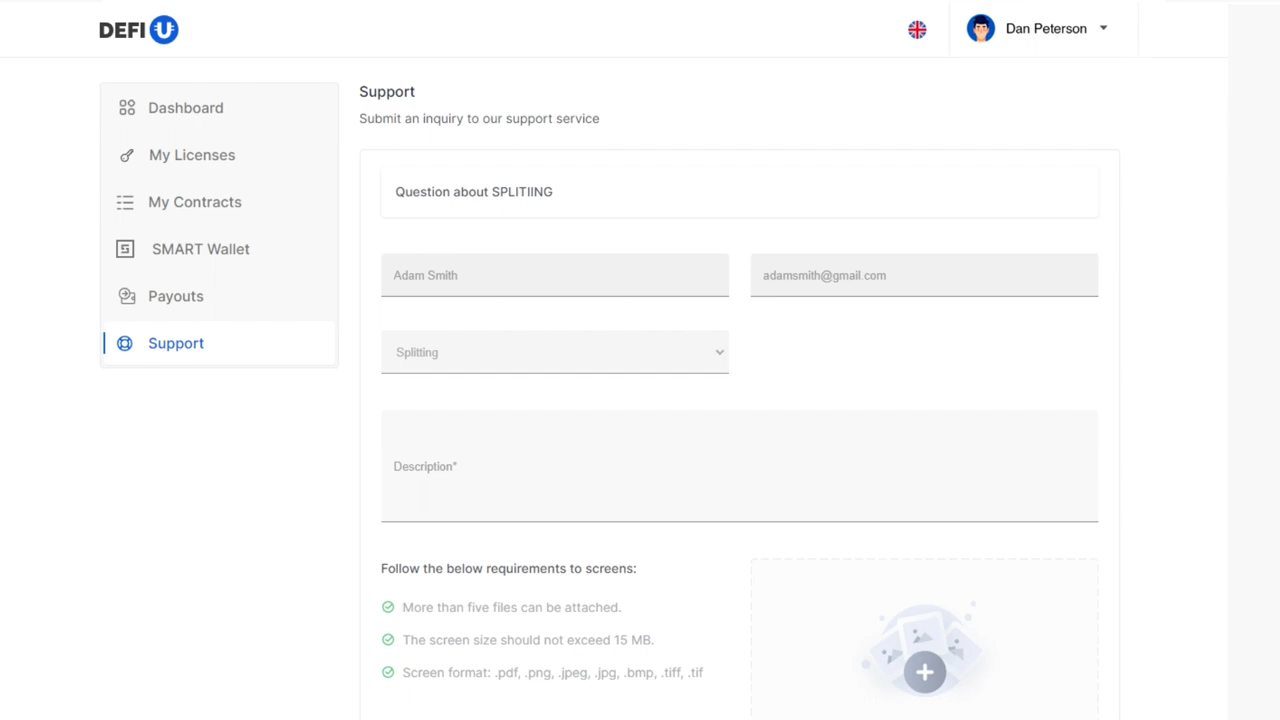 DEFI U
Dan Peterson
Dashboard
My Licenses
My Contracts
SMART Wallet
Payouts
Support
Support
Submit an inquiry to our support service
Question about SPLITIING
Adam Smith
adamsmith@gmail.com
Splitting
Description*
Follow the below requirements to screens:
More than five files can be attached.
The screen size should not exceed 15 MB.
Screen format: .pdf, .png, .jpeg, .jpg, .bmp, .tiff, .tif